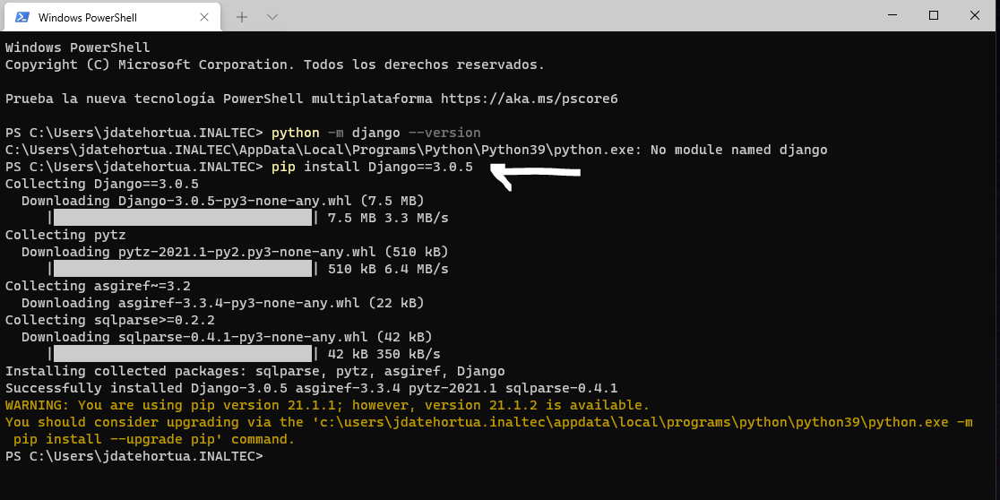 Windows PowerShell
Windows PowerShell
Copyright (C) Microsoft Corporation. Todos los derechos reservados.
Prueba la nueva tecnología PowerShell multiplataforma https://aka.ms/pscore6
PS C:\Users\jdatehortua.INALTEC> python -m django --version
C:\Users\jdatehortua.INALTEC\AppData\Local\Programs\Python\Python39\python.exe: No module named django
PS C:\Users\jdatehortua.INALTEC> pip install Django==3.0.5
Collecting Django==3.0.5
  Downloading Django-3.0.5-py3-none-any.whl (7.5 MB)
     |████████████████████████████████| 7.5 MB 3.3 MB/s
Collecting pytz
  Downloading pytz-2021.1-py2.py3-none-any.whl (510 kB)
     |████████████████████████████████| 510 kB 6.4 MB/s
Collecting asgiref~=3.2
  Downloading asgiref-3.3.4-py3-none-any.whl (22 kB)
Collecting sqlparse>=0.2.2
  Downloading sqlparse-0.4.1-py3-none-any.whl (42 kB)
     |████████████████████████████████| 42 kB 350 kB/s
Installing collected packages: sqlparse, pytz, asgiref, Django
Successfully installed Django-3.0.5 asgiref-3.3.4 pytz-2021.1 sqlparse-0.4.1
WARNING: You are using pip version 21.1.1; however, version 21.1.2 is available.
You should consider upgrading via the 'c:\users\jdatehortua.inaltec\appdata\local\programs\python\python39\python.exe -m
 pip install --upgrade pip' command.
PS C:\Users\jdatehortua.INALTEC>